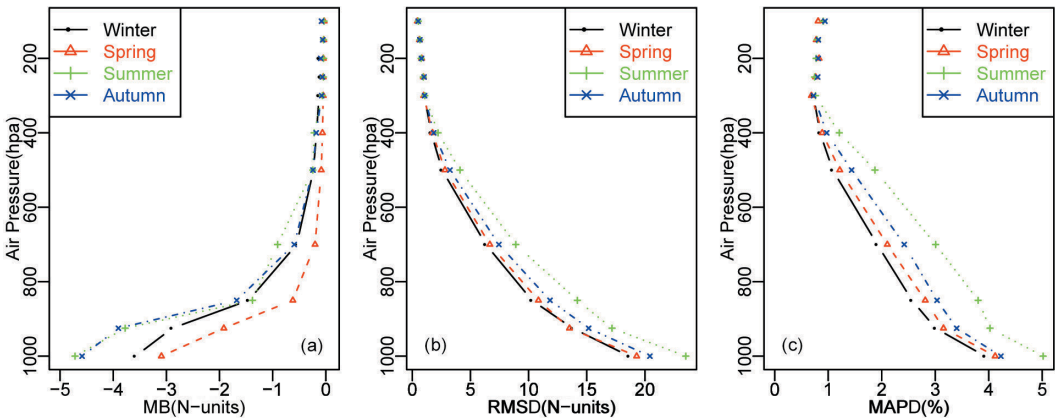 Winter
Spring
Summer
Autumn
200
400
600
800
1000
Air Pressure(hpa)
(a)
−5 −4 −3 −2 −1 0
MB(N−units)
Winter
Spring
Summer
Autumn
200
400
600
800
1000
Air Pressure(hpa)
(b)
0 5 10 15 20
RMSD(N−units)
Winter
Spring
Summer
Autumn
200
400
600
800
1000
Air Pressure(hpa)
(c)
0 1 2 3 4 5
MAPD(%)